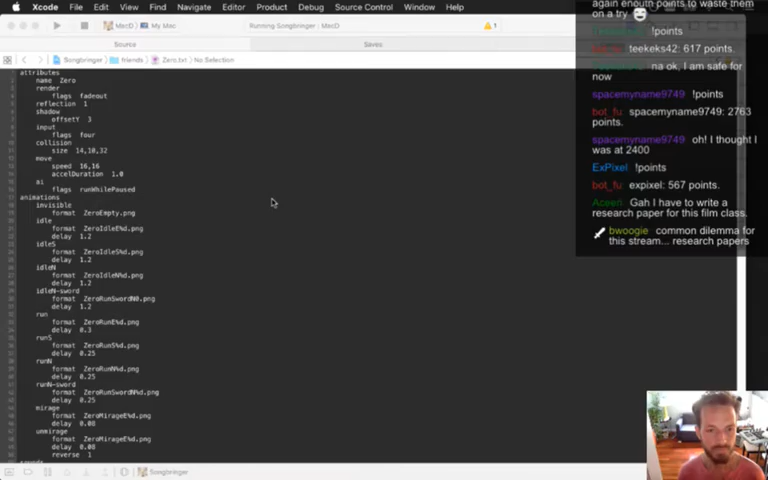 Xcode File Edit View Find Navigate Editor Product Debug Source Control Window
MacD My Mac
Running Songbringer : MacD
1
Source
Saves
Songbringer friends Zero.txt No Selection
attributes
name Zero
render
flags fadeout
reflection 1
shadow
offsetY 3
input
flags four
collision
size 14,10,32
move
speed 16,16
accelDuration 1.0
ai
flags runWhilePaused
animations
invisible
format ZeroEmpty.png
idle
format ZeroIdleE%d.png
delay 1.2
idleS
format ZeroIdleS%d.png
delay 1.2
idleN
format ZeroIdleN%d.png
delay 1.2
idleN-sword
format ZeroRunSwordN0.png
delay 1.2
run
format ZeroRunE%d.png
delay 0.3
runS
format ZeroRunS%d.png
delay 0.25
runN
format ZeroRunN%d.png
delay 0.25
runN-sword
format ZeroRunSwordN%d.png
delay 0.25
mirage
format ZeroMirageE%d.png
delay 0.08
unmirage
format ZeroMirageE%d.png
delay 0.08
reverse 1
Songbringer
again enoutn points to waste them
on a try
!points
teekeks42: 617 points.
na ok, I am safe for
now
spacemyname9749 !points
bot_fu spacemyname9749: 2763
points.
spacemyname9749 oh! I thought I
was at 2400
ExPixel !points
bot_fu expixel: 567 points.
Aceeri Gah I have to write a
research paper for this film class.
bwoogie common dilemma for
this stream... research papers